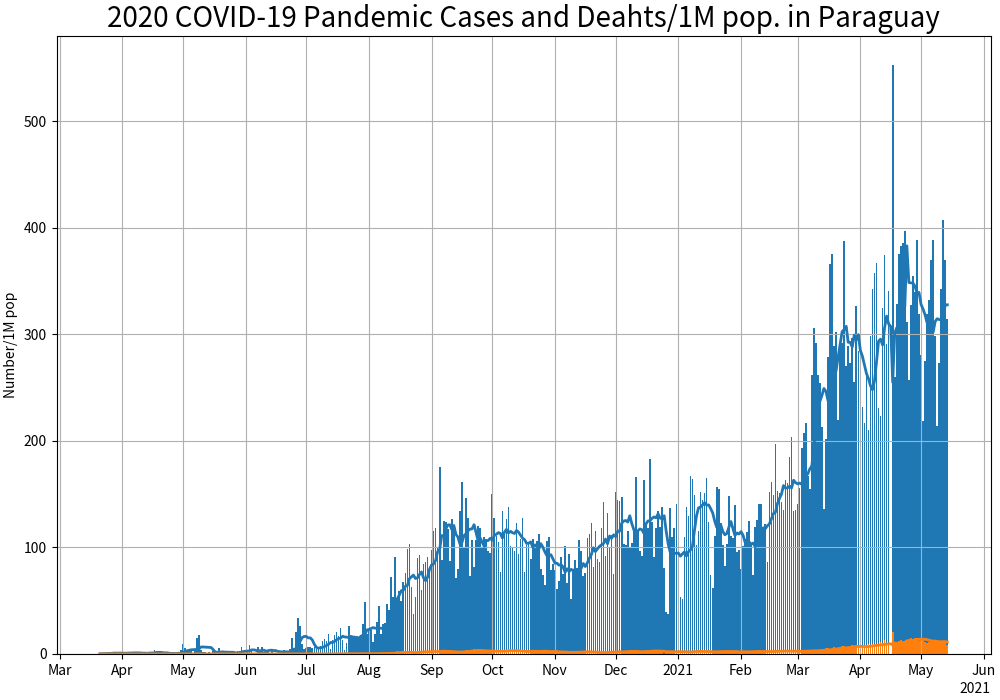 2020 COVID-19 Pandemic Cases and Deahts/1M pop. in Paraguay
Number/1M pop
500
400
300
200
100
0
Mar Apr May Jun Jul Aug Sep Oct Nov Dec 2021 Feb Mar Apr May Jun
2021